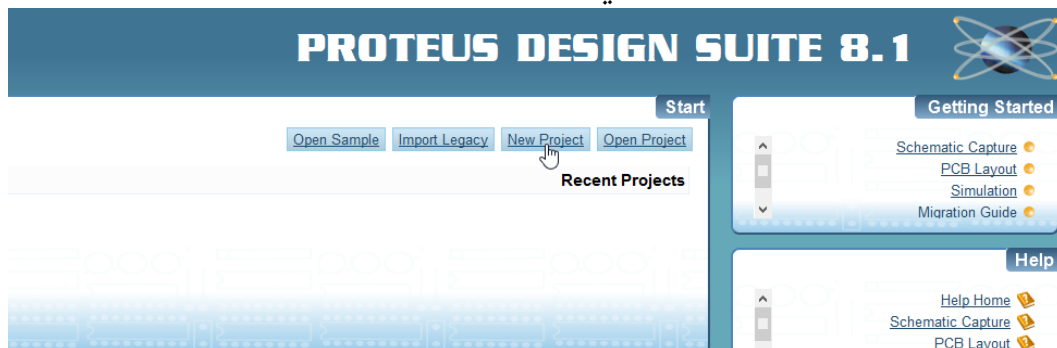 PROTEUS DESIGN SUITE 8.1
Start
Open Sample Import Legacy New Project Open Project
Recent Projects
Getting Started
Schematic Capture
PCB Layout
Simulation
Migration Guide
Help
Help Home
Schematic Capture
PCB Layout